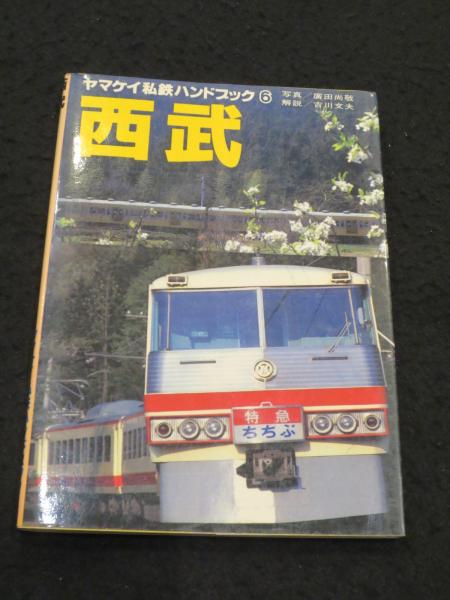 ヤマケイ私鉄ハンドブック6
写真／廣田尚敬
解説／吉川文夫
西武
特急
ちちぶ